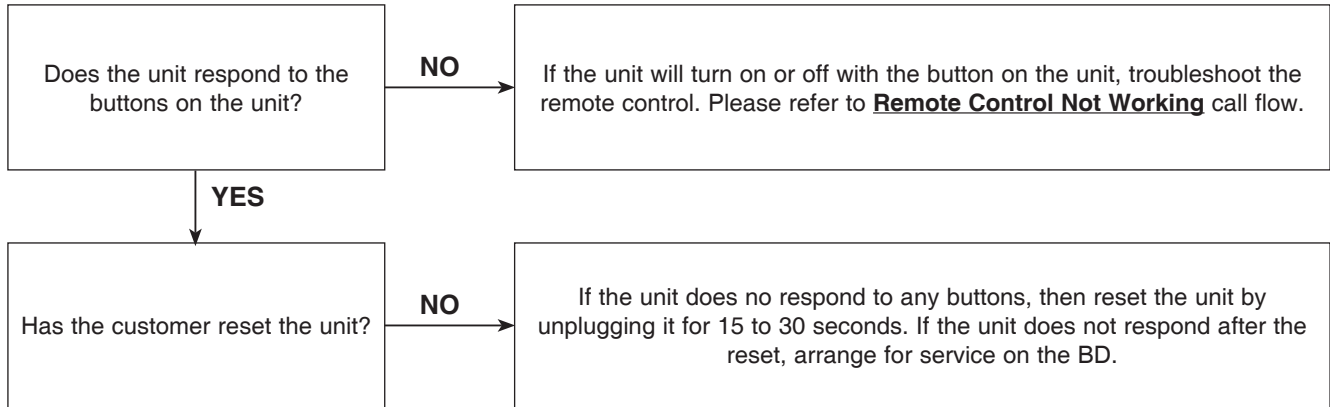 Does the unit respond to the
buttons on the unit?
NO
If the unit will turn on or off with the button on the unit, troubleshoot the
remote control. Please refer to Remote Control Not Working call flow.
YES
Has the customer reset the unit?
NO
If the unit does no respond to any buttons, then reset the unit by
unplugging it for 15 to 30 seconds. If the unit does not respond after the
reset, arrange for service on the BD.